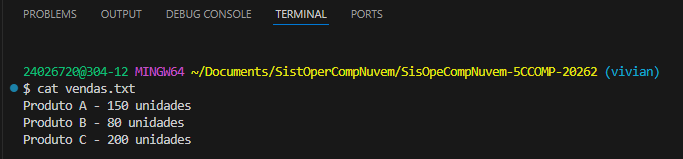 PROBLEMS OUTPUT DEBUG CONSOLE TERMINAL PORTS
24026720@304-12 MINGW64 ~/Documents/SistOperCompNuvem/SisOpeCompNuvem-5CCOMP-20262 (vivian)
$ cat vendas.txt
Produto A - 150 unidades
Produto B - 80 unidades
Produto C - 200 unidades